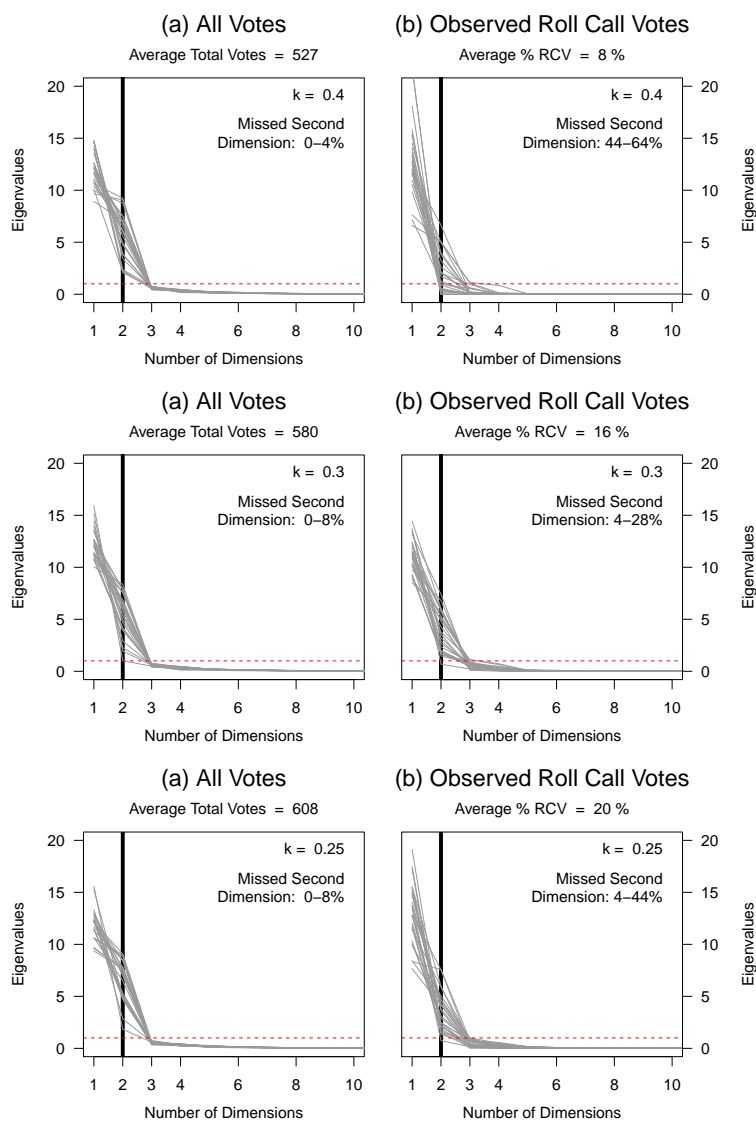 (a) All Votes
Average Total Votes = 527
k = 0.4
Missed Second
Dimension: 0−4%
Eigenvalues
20
15
10
5
0
1 2 3 4 6 8 10
Number of Dimensions
(b) Observed Roll Call Votes
Average % RCV = 8 %
k = 0.4
Missed Second
Dimension: 44−64%
Eigenvalues
20
15
10
5
0
1 2 3 4 6 8 10
Number of Dimensions
(a) All Votes
Average Total Votes = 580
k = 0.3
Missed Second
Dimension: 0−8%
Eigenvalues
20
15
10
5
0
1 2 3 4 6 8 10
Number of Dimensions
(b) Observed Roll Call Votes
Average % RCV = 16 %
k = 0.3
Missed Second
Dimension: 4−28%
Eigenvalues
20
15
10
5
0
1 2 3 4 6 8 10
Number of Dimensions
(a) All Votes
Average Total Votes = 608
k = 0.25
Missed Second
Dimension: 0−8%
Eigenvalues
20
15
10
5
0
1 2 3 4 6 8 10
Number of Dimensions
(b) Observed Roll Call Votes
Average % RCV = 20 %
k = 0.25
Missed Second
Dimension: 4−44%
Eigenvalues
20
15
10
5
0
1 2 3 4 6 8 10
Number of Dimensions